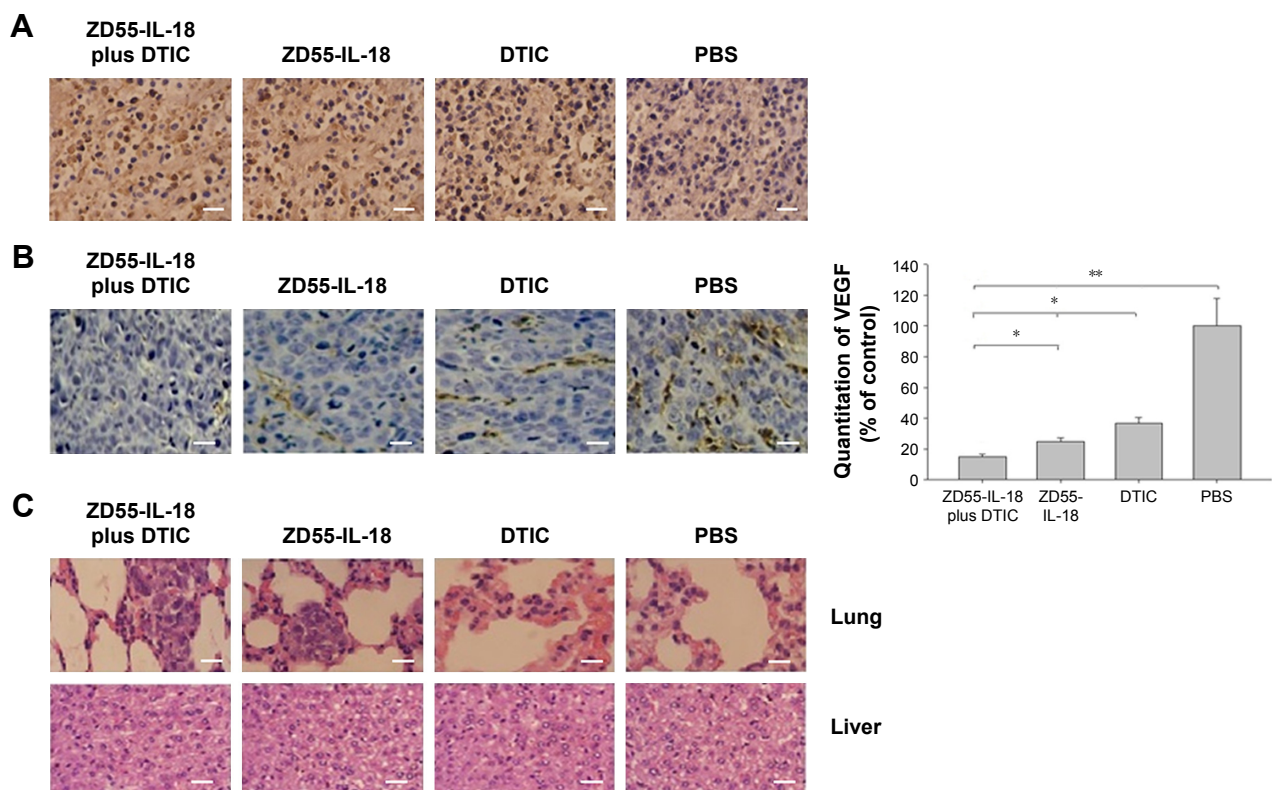 A
ZD55-IL-18
plus DTIC
ZD55-IL-18
DTIC
PBS
B
ZD55-IL-18
plus DTIC
ZD55-IL-18
DTIC
PBS
Quantitation of VEGF
(% of control)
140
120
100
80
60
40
20
0
**
*
*
ZD55-IL-18
plus DTIC
ZD55-
IL-18
DTIC
PBS
C
ZD55-IL-18
plus DTIC
ZD55-IL-18
DTIC
PBS
Lung
Liver